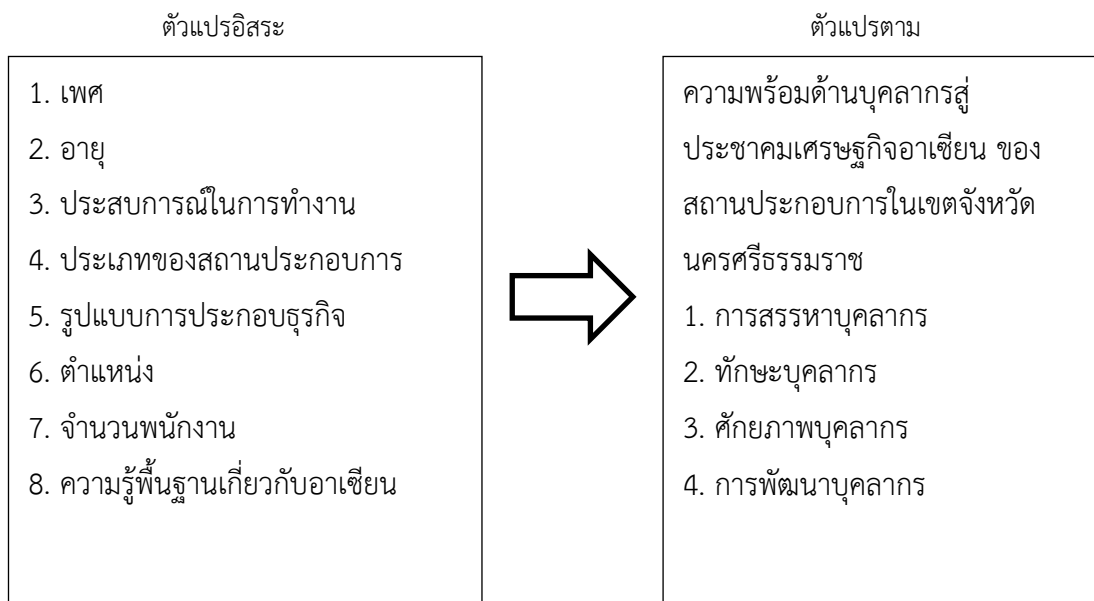 ตัวแปรอิสระ
1. เพศ
2. อายุ
3. ประสบการณ์ในการทำงาน
4. ประเภทของสถานประกอบการ
5. รูปแบบการประกอบธุรกิจ
6. ตำแหน่ง
7. จำนวนพนักงาน
8. ความรู้พื้นฐานเกี่ยวกับอาเซียน
ตัวแปรตาม
ความพร้อมด้านบุคลากรสู่
ประชาคมเศรษฐกิจอาเซียน ของ
สถานประกอบการในเขตจังหวัด
นครศรีธรรมราช
1. การสรรหาบุคลากร
2. ทักษะบุคลากร
3. ศักยภาพบุคลากร
4. การพัฒนาบุคลากร